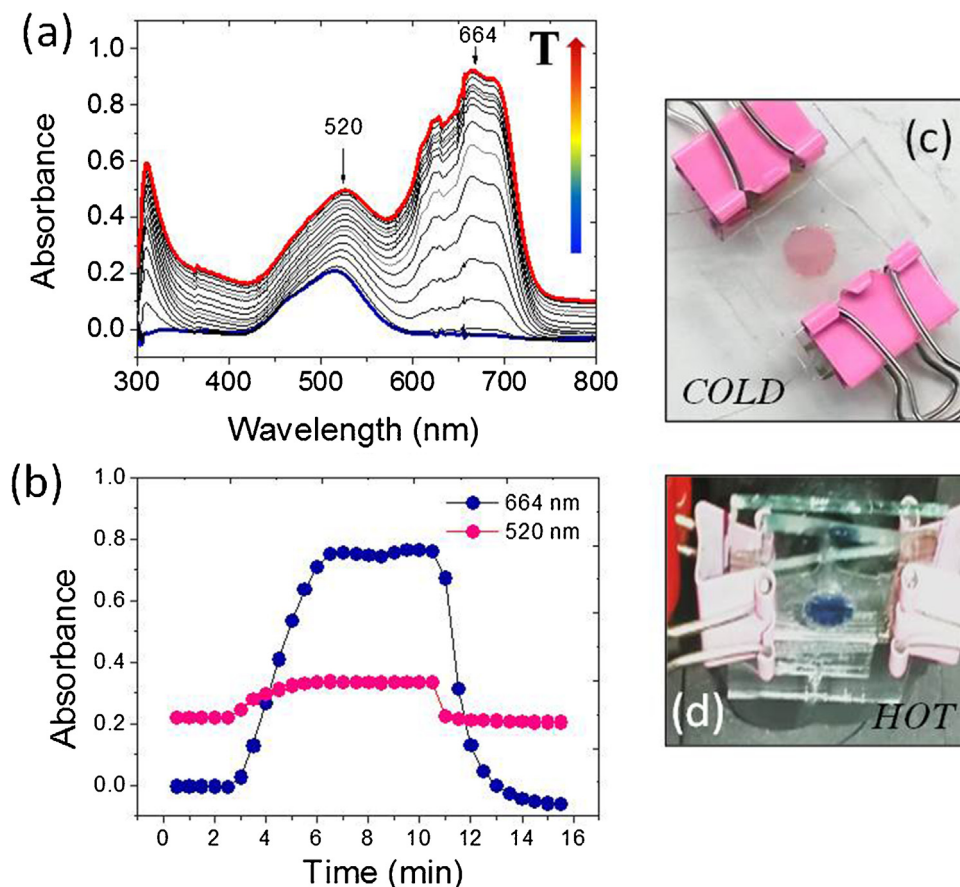 (a)
1.0
0.8
0.6
0.4
0.2
0.0
Absorbance
520
664
T
300 400 500 600 700 800
Wavelength (nm)
(b)
1.0
0.8
0.6
0.4
0.2
0.0
Absorbance
664 nm
520 nm
0 2 4 6 8 10 12 14 16
Time (min)
(c)
COLD
(d)
HOT